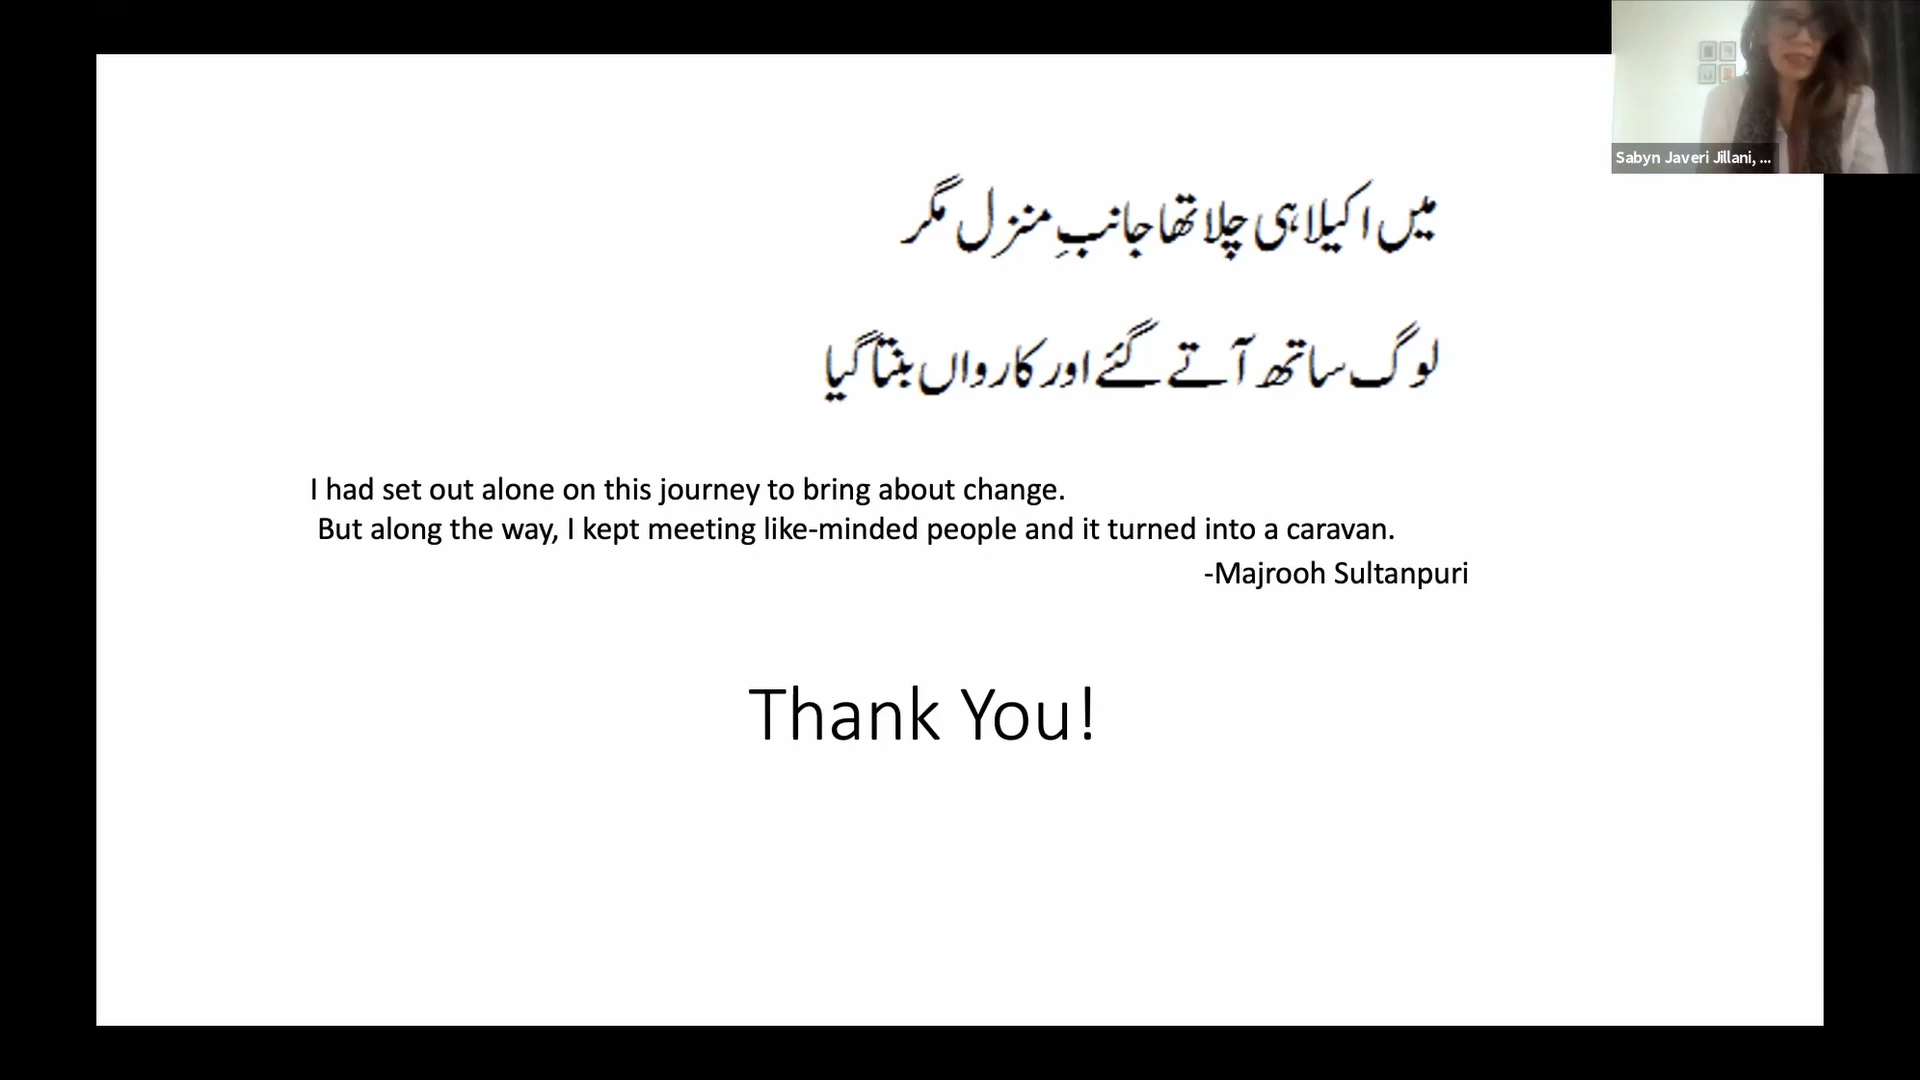 Sabyn Javeri Jillani, ...
میں اکیلا ہی چلا تھا جانبِ منزل مگر
لوگ ساتھ آتے گئے اور کارواں بنتا گیا
I had set out alone on this journey to bring about change.
But along the way, I kept meeting like-minded people and it turned into a caravan.
-Majrooh Sultanpuri
Thank You!